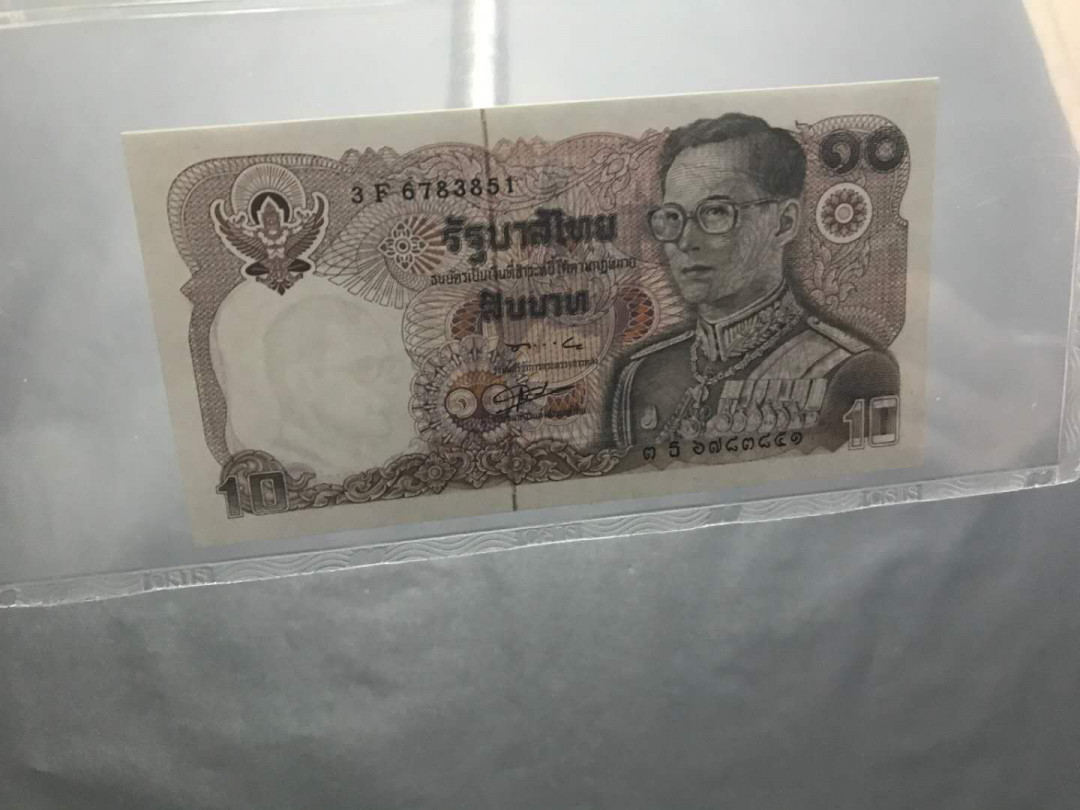 ๑๐
3 F 6783851
รัฐบาลไทย
ธนบัตรเป็นเงินที่ชำระหนี้ได้ตามกฎหมาย
สิบบาท
๑๐
10
ต ธ ๖๗๘๓๘๕๑
10